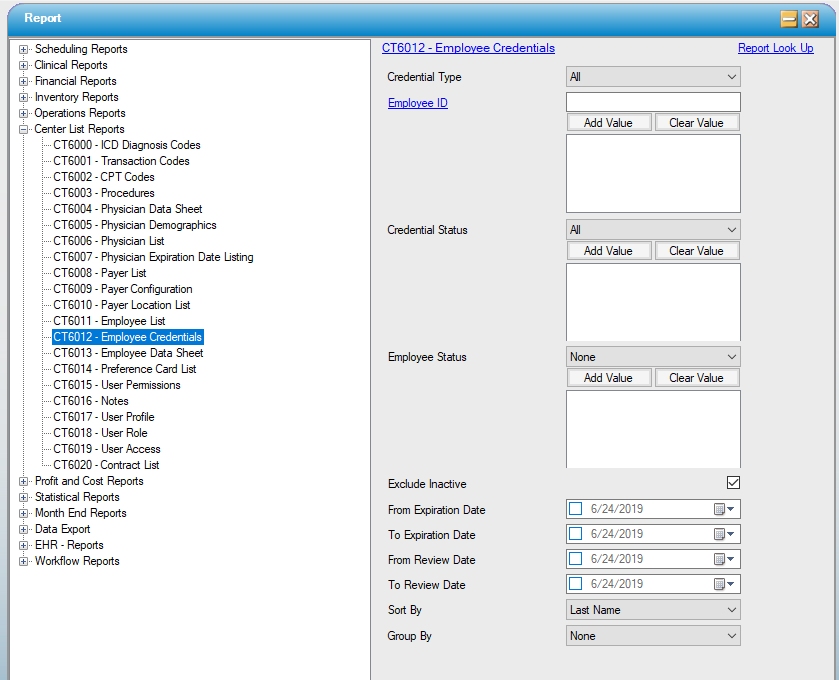 Report
Scheduling Reports
Clinical Reports
Financial Reports
Inventory Reports
Operations Reports
Center List Reports
CT6000 - ICD Diagnosis Codes
CT6001 - Transaction Codes
CT6002 - CPT Codes
CT6003 - Procedures
CT6004 - Physician Data Sheet
CT6005 - Physician Demographics
CT6006 - Physician List
CT6007 - Physician Expiration Date Listing
CT6008 - Payer List
CT6009 - Payer Configuration
CT6010 - Payer Location List
CT6011 - Employee List
CT6012 - Employee Credentials
CT6013 - Employee Data Sheet
CT6014 - Preference Card List
CT6015 - User Permissions
CT6016 - Notes
CT6017 - User Profile
CT6018 - User Role
CT6019 - User Access
CT6020 - Contract List
Profit and Cost Reports
Statistical Reports
Month End Reports
Data Export
EHR - Reports
Workflow Reports
CT6012 - Employee Credentials Report Look Up
Credential Type All
Employee ID
Add Value Clear Value
Credential Status All
Add Value Clear Value
Employee Status None
Add Value Clear Value
Exclude Inactive
From Expiration Date 6/24/2019
To Expiration Date 6/24/2019
From Review Date 6/24/2019
To Review Date 6/24/2019
Sort By Last Name
Group By None